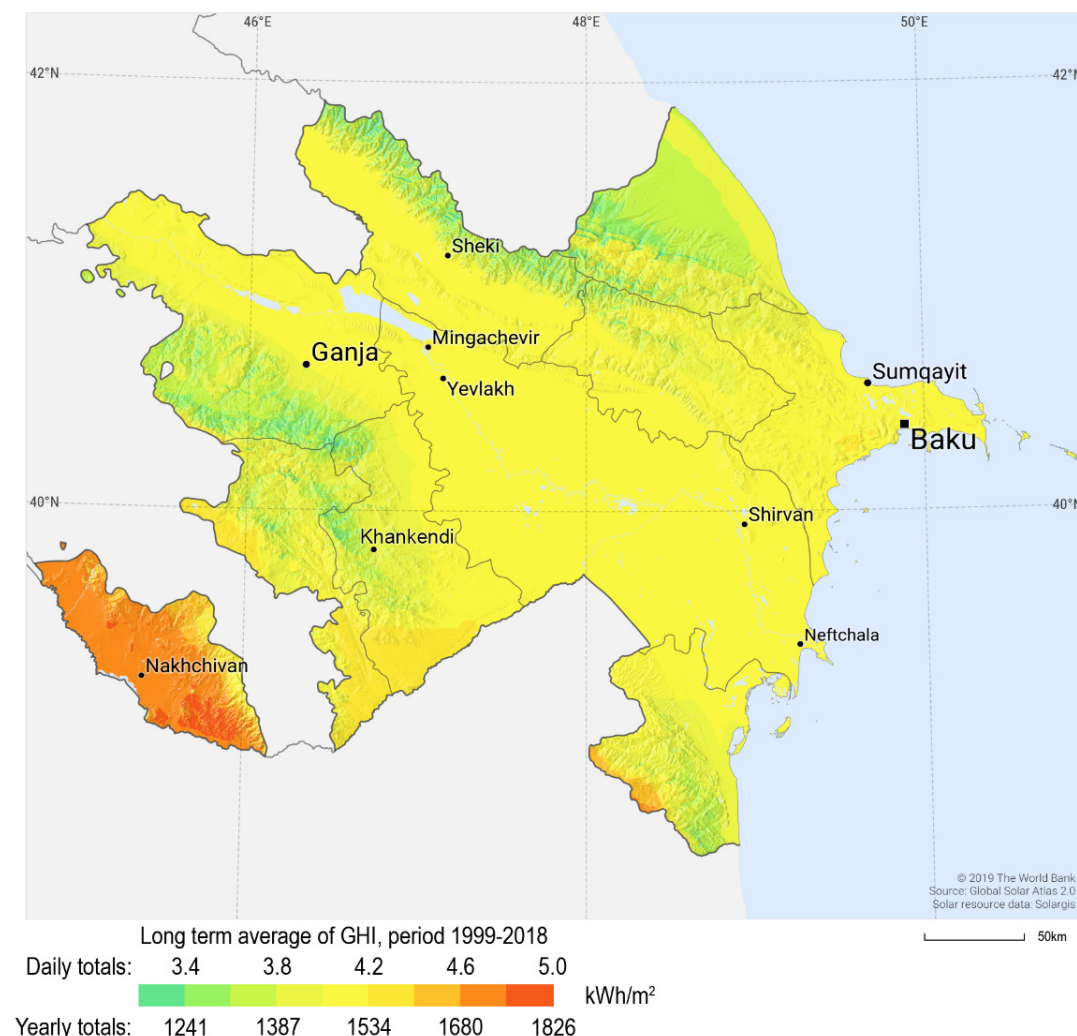 46°E 48°E 50°E
42°N 42°N
Sheki
Mingachevir
Ganja
Yevlakh
Sumqayit
Baku
40°N 40°N
Shirvan
Khankendi
Neftchala
Nakhchivan
© 2019 The World Bank
Source: Global Solar Atlas 2.0
Solar resource data: Solargis
Long term average of GHI, period 1999-2018
50km
Daily totals: 3.4 3.8 4.2 4.6 5.0
kWh/m²
Yearly totals: 1241 1387 1534 1680 1826